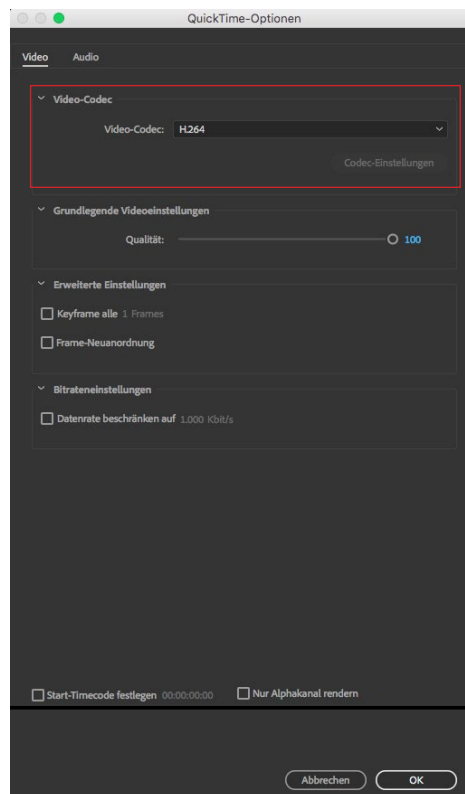 QuickTime-Optionen
Video Audio
Video-Codec
Video-Codec: H.264
Codec-Einstellungen
Grundlegende Videoeinstellungen
Qualität: 100
Erweiterte Einstellungen
Keyframe alle 1 Frames
Frame-Neuanordnung
Bitrateneinstellungen
Datenrate beschränken auf 1.000 Kbit/s
Start-Timecode festlegen 00:00:00:00 Nur Alphakanal rendern
Abbrechen OK